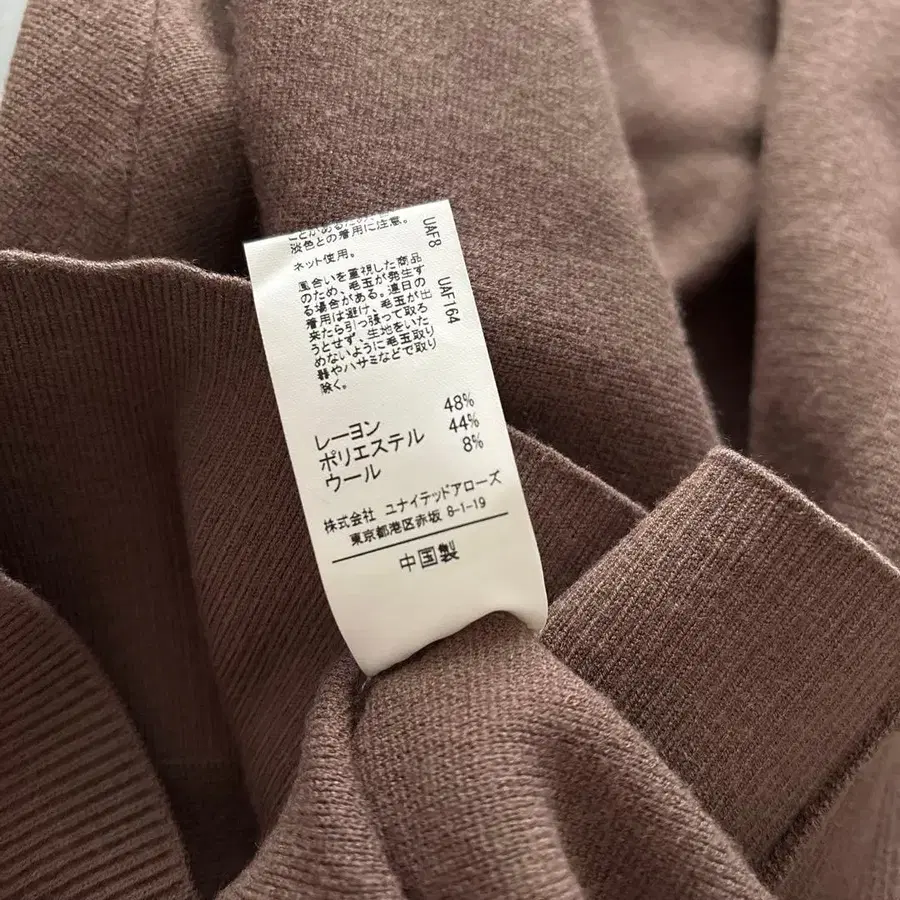 淡色との着用に注意。
ネット使用。
風合いを重視した商品
のため、毛玉が発生す
る場合がある。連日の
着用は避け、毛玉が出
来たら引っ張って取ろ
うとせず、生地をいた
めないように毛玉取り
器やハサミなどで取り
除く。
UAF8
UAF164
レーヨン 48%
ポリエステル 44%
ウール 8%
株式会社 ユナイテッドアローズ
東京都港区赤坂 8-1-19
中国製